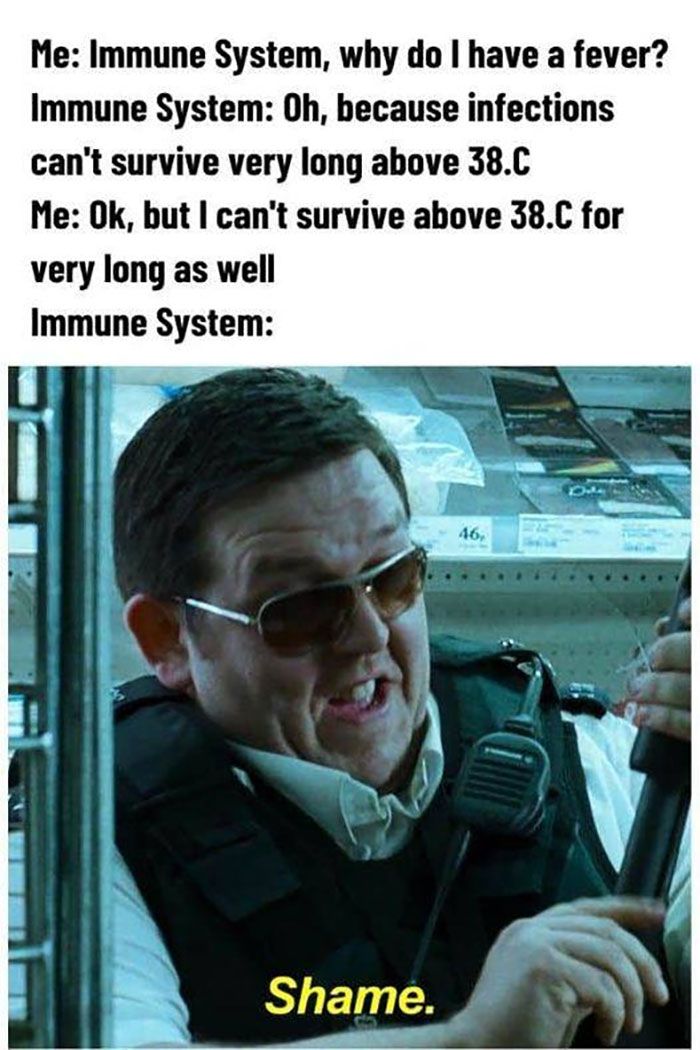 Me: Immune System, why do I have a fever?
Immune System: Oh, because infections
can't survive very long above 38.C
Me: Ok, but I can't survive above 38.C for
very long as well
Immune System:
46
Shame.